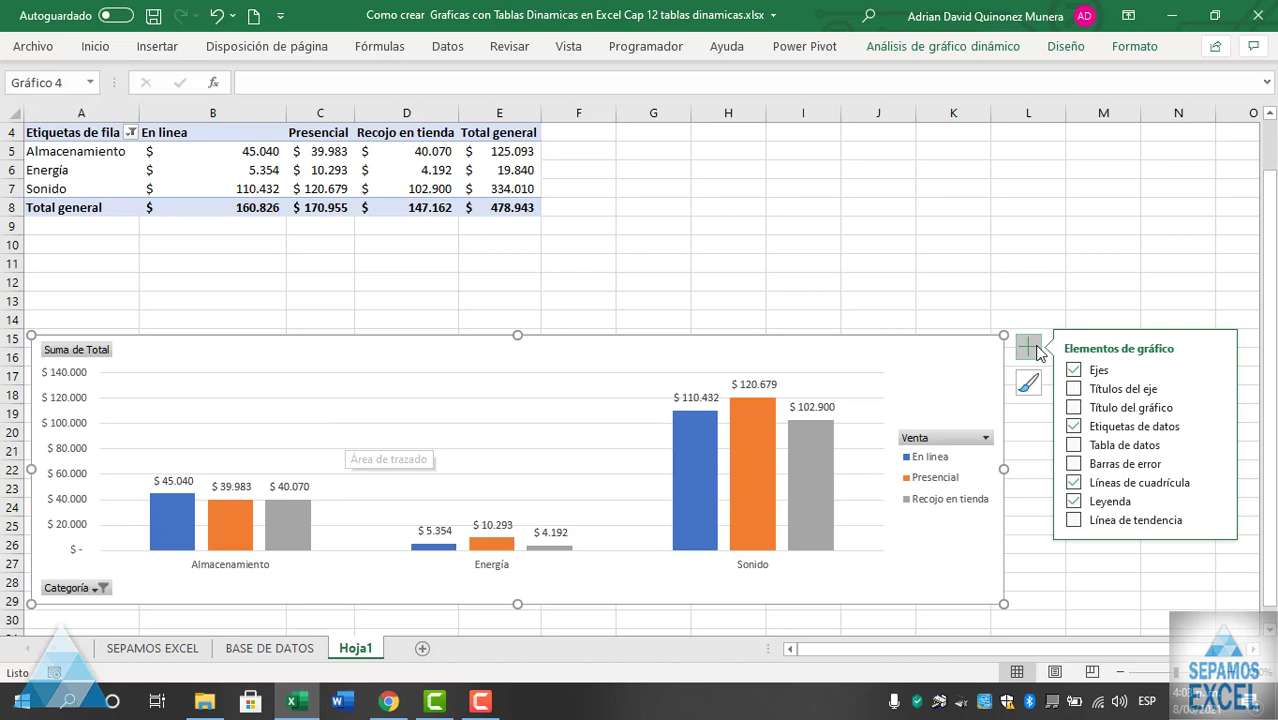 Autoguardado
Como crear Graficas con Tablas Dinamicas en Excel Cap 12 tablas dinamicas.xlsx
Adrian David Quinonez Munera AD
Archivo Inicio Insertar Disposición de página Fórmulas Datos Revisar Vista Programador Ayuda Power Pivot Análisis de gráfico dinámico Diseño Formato
Gráfico 4 fx
A B C D E F G H I J K L M N O
4 Etiquetas de fila En linea Presencial Recojo en tienda Total general
5 Almacenamiento $ 45.040 $ 39.983 $ 40.070 $ 125.093
6 Energía $ 5.354 $ 10.293 $ 4.192 $ 19.840
7 Sonido $ 110.432 $ 120.679 $ 102.900 $ 334.010
8 Total general $ 160.826 $ 170.955 $ 147.162 $ 478.943
9
10
11
12
13
14
15
16
17
18
19
20
21
22
23
24
25
26
27
28
29
30
Suma de Total
$ 140.000
$ 120.000
$ 100.000
$ 80.000
$ 60.000
$ 40.000
$ 20.000
$ -
$ 45.040 $ 39.983 $ 40.070
$ 5.354 $ 10.293 $ 4.192
$ 110.432 $ 120.679 $ 102.900
Área de trazado
Almacenamiento Energía Sonido
Categoría
Venta
En linea
Presencial
Recojo en tienda
Elementos de gráfico
Ejes
Títulos del eje
Título del gráfico
Etiquetas de datos
Tabla de datos
Barras de error
Líneas de cuadrícula
Leyenda
Línea de tendencia
SEPAMOS EXCEL BASE DE DATOS Hoja1
Listo
SEPAMOS
EXCEL
ESP